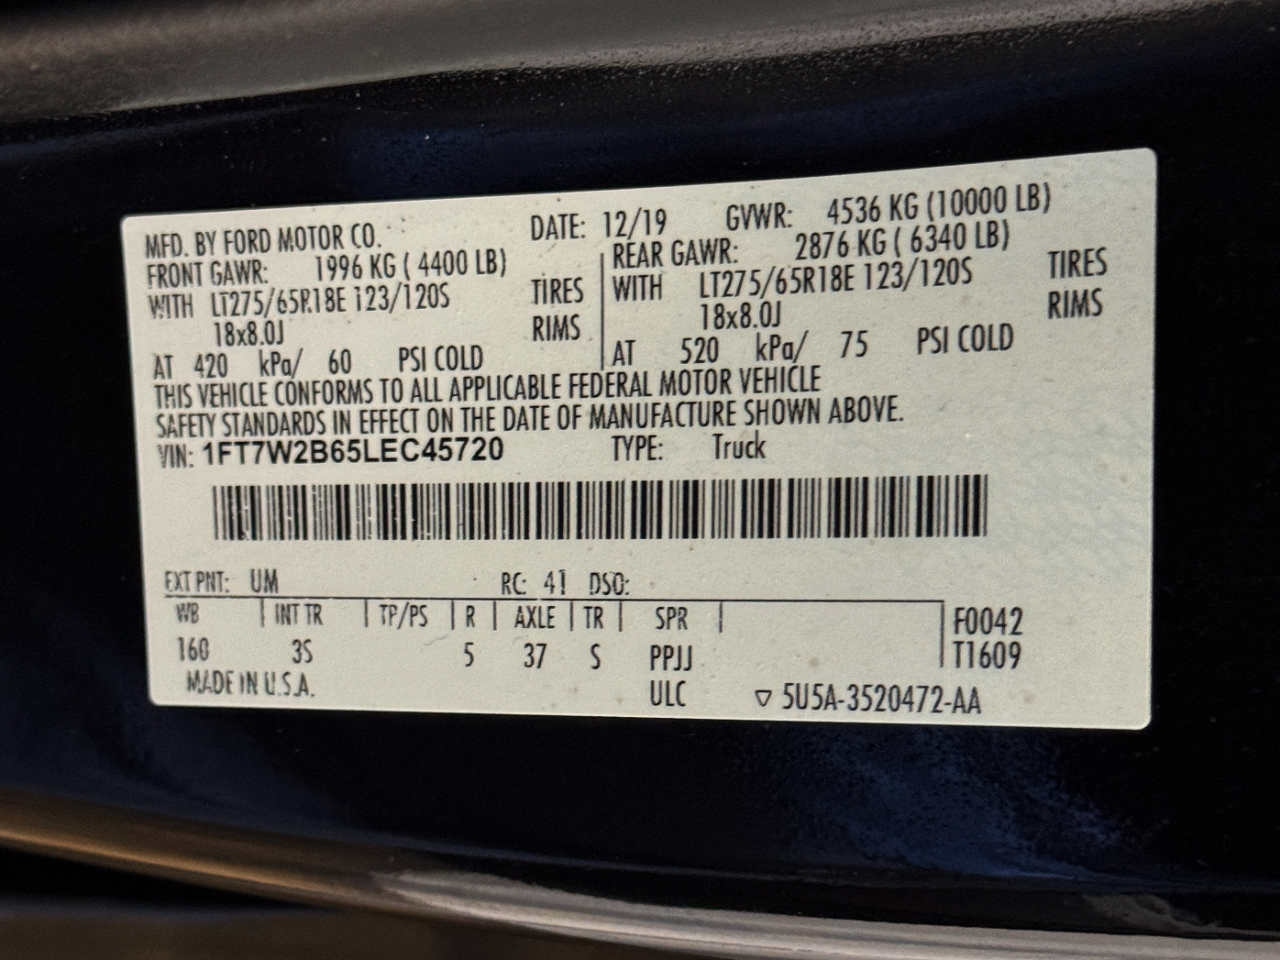 MFD. BY FORD MOTOR CO. DATE: 12/19 GVWR: 4536 KG (10000 LB)
FRONT GAWR: 1996 KG ( 4400 LB) REAR GAWR: 2876 KG ( 6340 LB)
WITH LT275/65R18E 123/120S TIRES WITH LT275/65R18E 123/120S TIRES
18x8.0J RIMS 18x8.0J RIMS
AT 420 kPa/ 60 PSI COLD AT 520 kPa/ 75 PSI COLD
THIS VEHICLE CONFORMS TO ALL APPLICABLE FEDERAL MOTOR VEHICLE
SAFETY STANDARDS IN EFFECT ON THE DATE OF MANUFACTURE SHOWN ABOVE.
VIN: 1FT7W2B65LEC45720 TYPE: Truck
EXT PNT: UM RC: 41 DSO:
WB INT TR TP/PS R AXLE TR SPR F0042
160 3S 5 37 S PPJJ T1609
MADE IN U.S.A. ULC ▽ 5U5A-3520472-AA